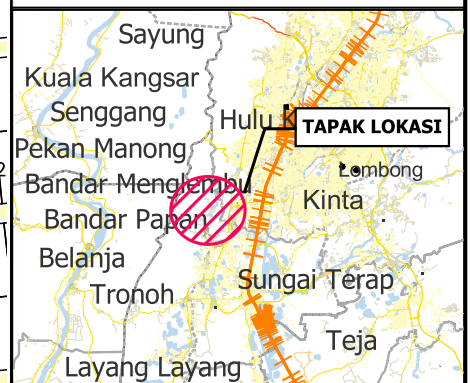 Sayung
Kuala Kangsar
Senggang
Hulu K
TAPAK LOKASI
Pekan Manong
Lombong
Bandar Menglembu
Kinta
Bandar Papan
Belanja
Sungai Terap
Tronoh
Teja
Layang Layang